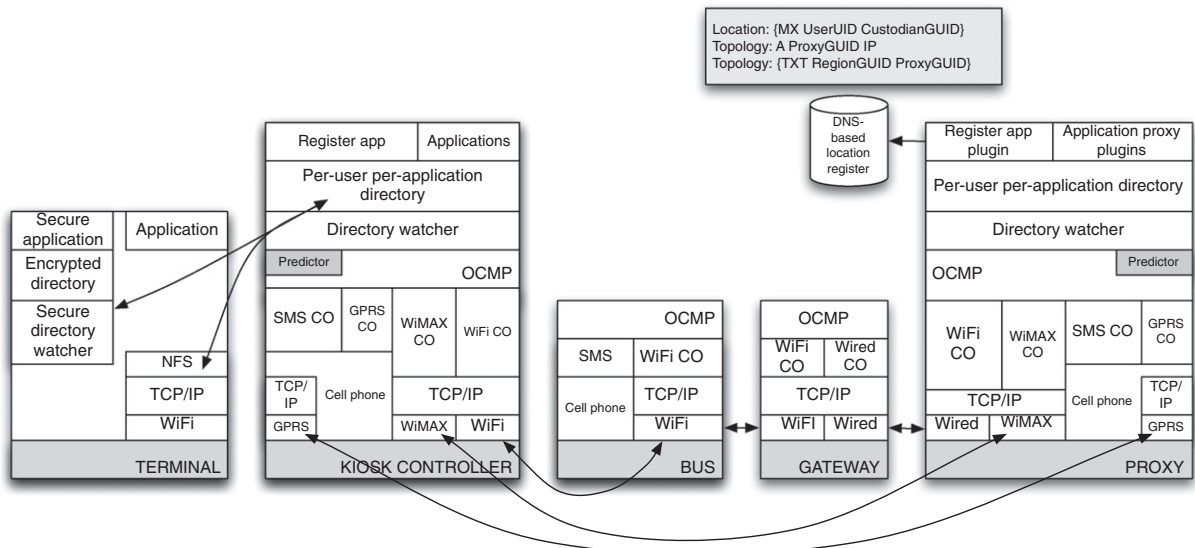 Location: {MX UserUID CustodianGUID}
Topology: A ProxyGUID IP
Topology: {TXT RegionGUID ProxyGUID}
DNS-
based
location
register
Secure
application
Application
Encrypted
directory
Secure
directory
watcher
NFS
TCP/IP
WiFi
TERMINAL
Register app
Applications
Per-user per-application
directory
Directory watcher
Predictor
OCMP
SMS CO
GPRS
CO
WiMAX
CO
WiFi CO
TCP/
IP
Cell phone
TCP/IP
GPRS
WiMAX
WiFi
KIOSK CONTROLLER
OCMP
SMS
WiFi CO
Cell phone
TCP/IP
WiFi
BUS
OCMP
WiFi
CO
Wired
CO
TCP/IP
WiFI
Wired
GATEWAY
Register app
plugin
Application proxy
plugins
Per-user per-application directory
Directory watcher
Predictor
OCMP
WiFi
CO
WiMAX
CO
SMS CO
GPRS
CO
TCP/IP
Cell phone
TCP/
IP
Wired
WiMAX
GPRS
PROXY